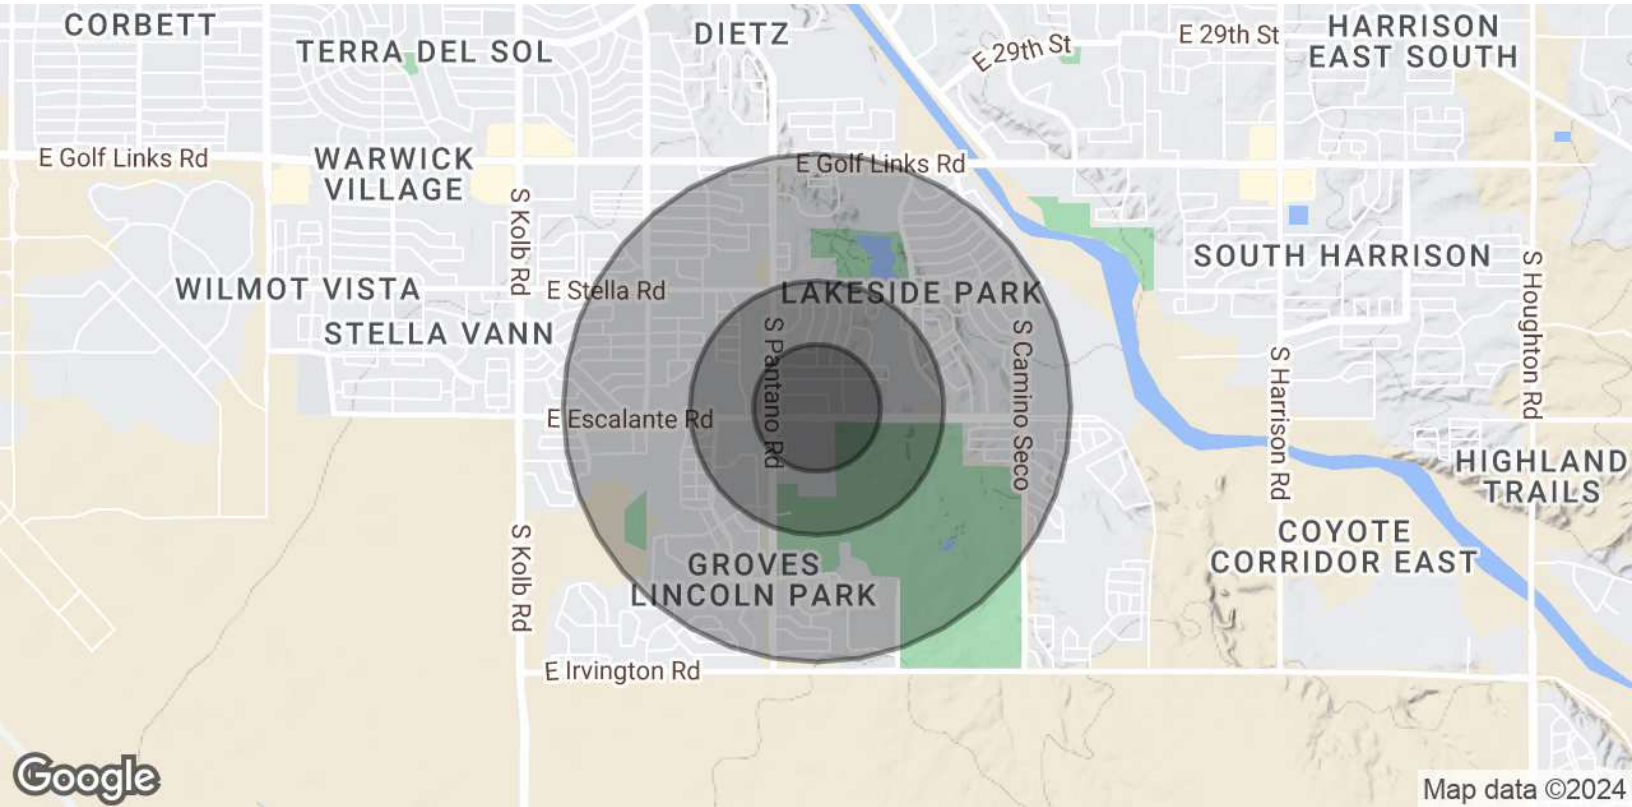 CORBETT
TERRA DEL SOL
DIETZ
E 29th St
E 29th St
HARRISON
EAST SOUTH
E Golf Links Rd
WARWICK
VILLAGE
E Golf Links Rd
S Kolb Rd
WILMOT VISTA
E Stella Rd
LAKESIDE PARK
SOUTH HARRISON
S Houghton Rd
STELLA VANN
S Pantano Rd
S Camino Seco
S Harrison Rd
E Escalante Rd
HIGHLAND
TRAILS
S Kolb Rd
GROVES
LINCOLN PARK
COYOTE
CORRIDOR EAST
E Irvington Rd
Google
Map data ©2024